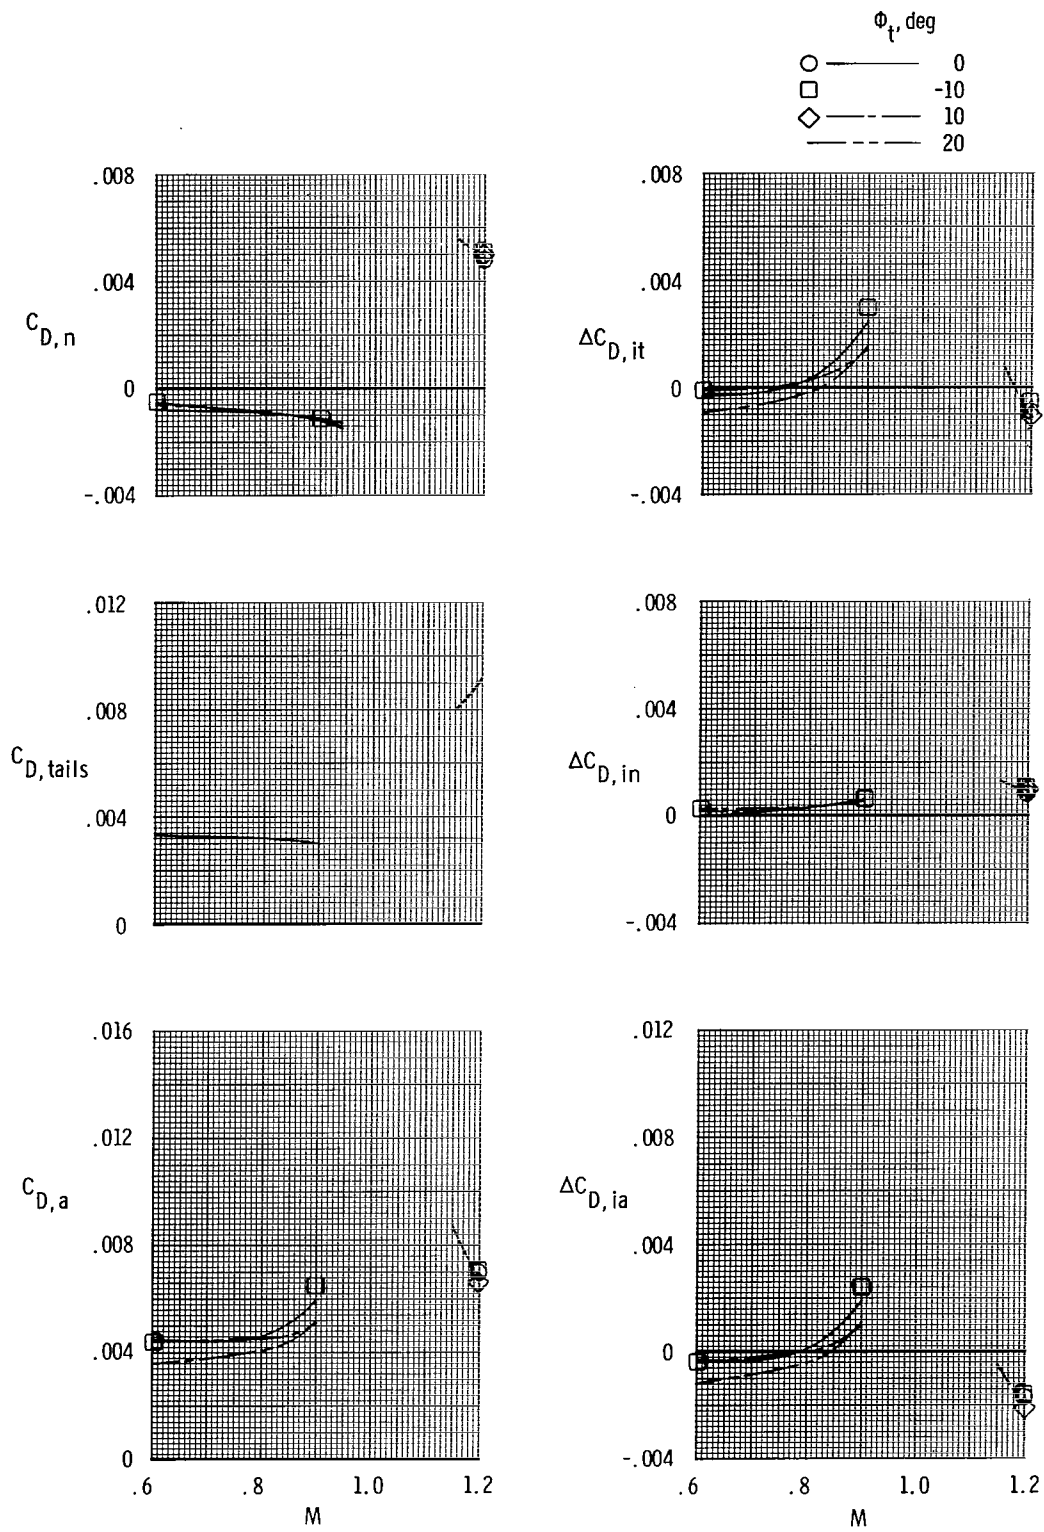 Φt, deg
0
-10
10
20
.008
.004
0
-.004
CD, n
.008
.004
0
-.004
ΔCD, it
.012
.008
.004
0
CD, tails
.008
.004
0
-.004
ΔCD, in
.016
.012
.008
.004
0
CD, a
.6 .8 1.0 1.2
M
.012
.008
.004
0
-.004
ΔCD, ia
.6 .8 1.0 1.2
M